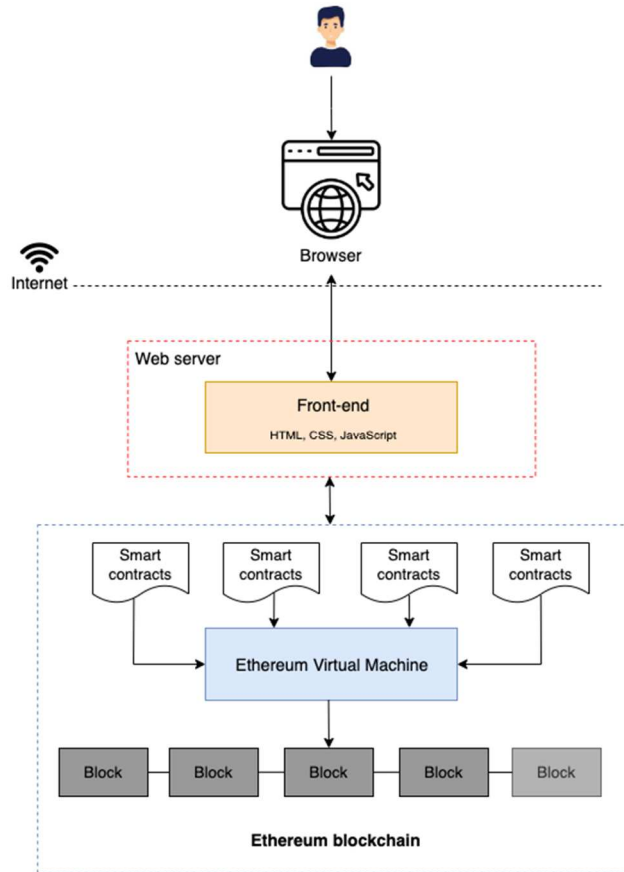 Browser
Internet
Web server
Front-end
HTML, CSS, JavaScript
Smart
contracts
Smart
contracts
Smart
contracts
Smart
contracts
Ethereum Virtual Machine
Block
Block
Block
Block
Block
Ethereum blockchain